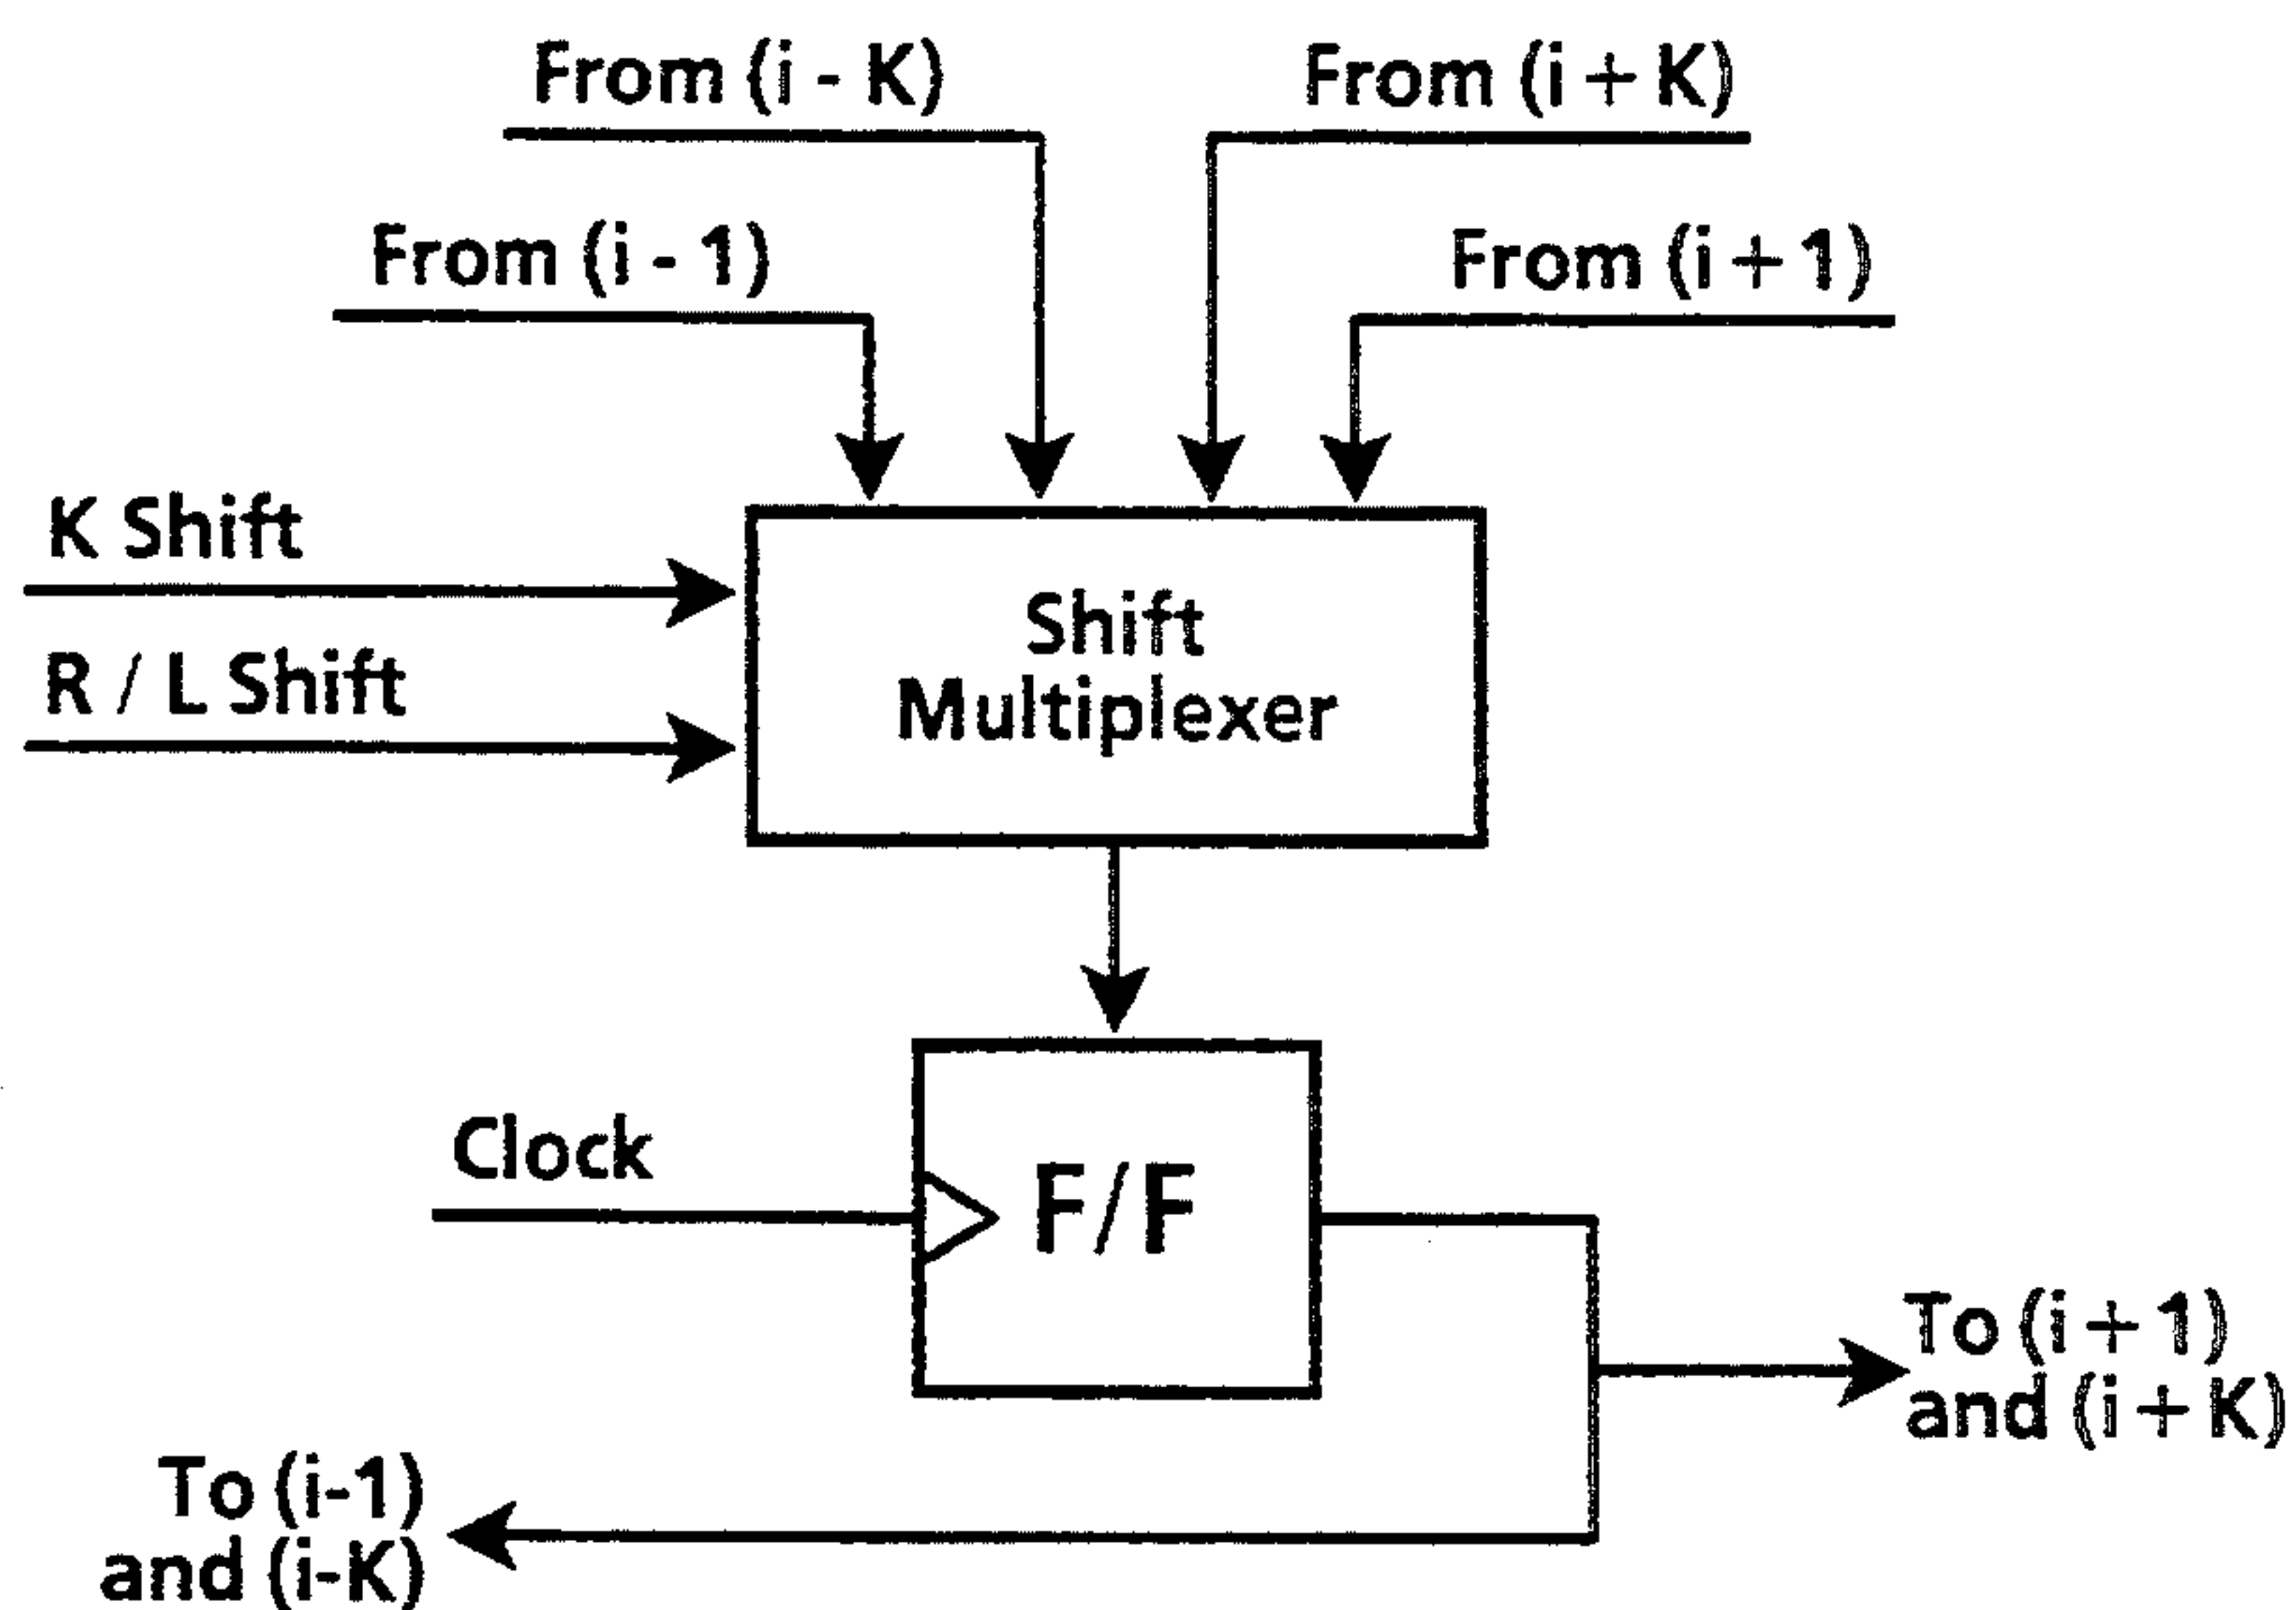 From (i - K)
From (i + K)
From (i - 1)
From (i + 1)
K Shift
R / L Shift
Shift
Multiplexer
Clock
F/F
To (i + 1)
and (i + K)
To (i-1)
and (i-K)